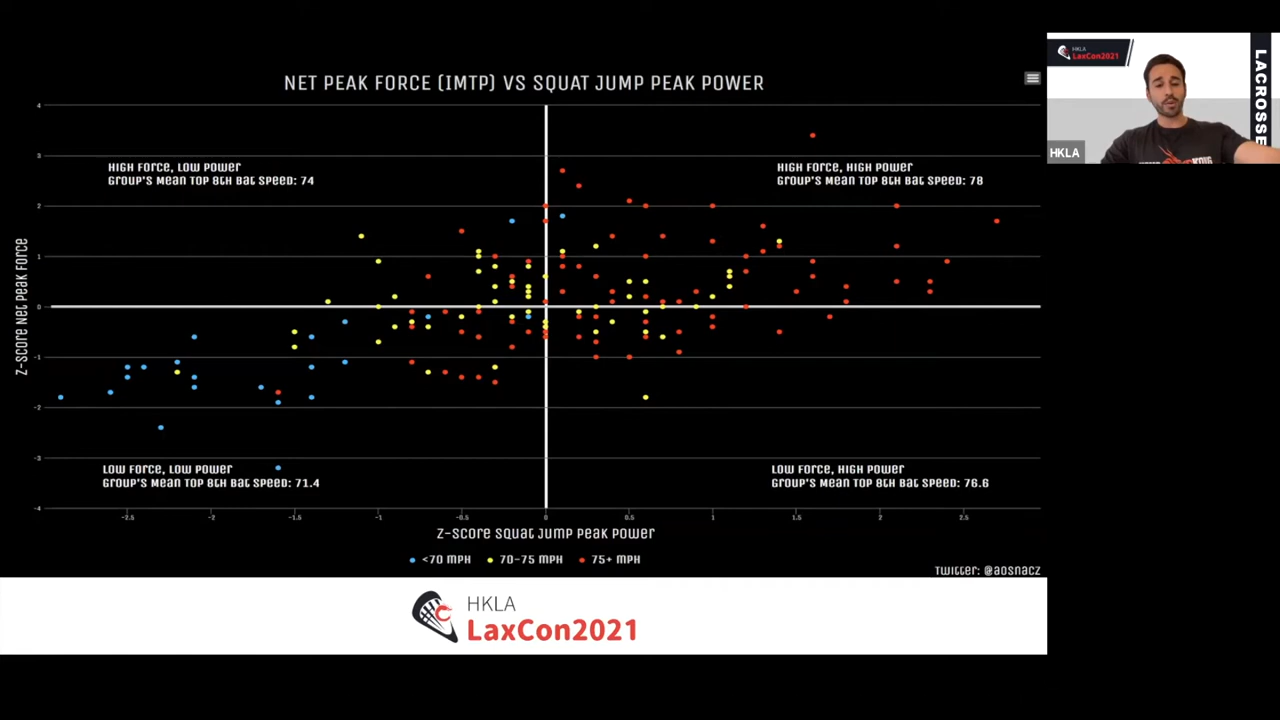 NET PEAK FORCE (IMTP) VS SQUAT JUMP PEAK POWER
HKLA
LaxCon2021
LACROSSE
HKLA
4
3
2
1
0
-1
-2
-3
-4
Z-SCORE NET PEAK FORCE
HIGH FORCE, LOW POWER
GROUP'S MEAN TOP 8TH BAT SPEED: 74
HIGH FORCE, HIGH POWER
GROUP'S MEAN TOP 8TH BAT SPEED: 78
LOW FORCE, LOW POWER
GROUP'S MEAN TOP 8TH BAT SPEED: 71.4
LOW FORCE, HIGH POWER
GROUP'S MEAN TOP 8TH BAT SPEED: 76.6
-2.5 -2 -1.5 -1 -0.5 0 0.5 1 1.5 2 2.5
Z-SCORE SQUAT JUMP PEAK POWER
<70 MPH 70-75 MPH 75+ MPH
TWITTER: @AOSNACZ
HKLA
LaxCon2021